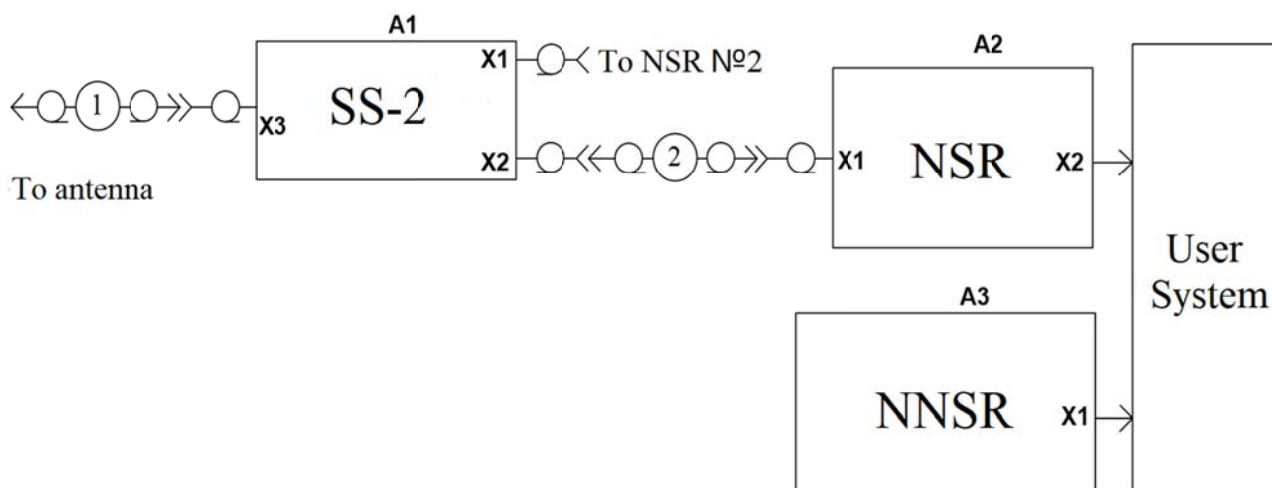 A1
X1
To NSR №2
SS-2
1
X3
X2
2
To antenna
A2
X1
NSR
X2
User
System
A3
NNSR
X1